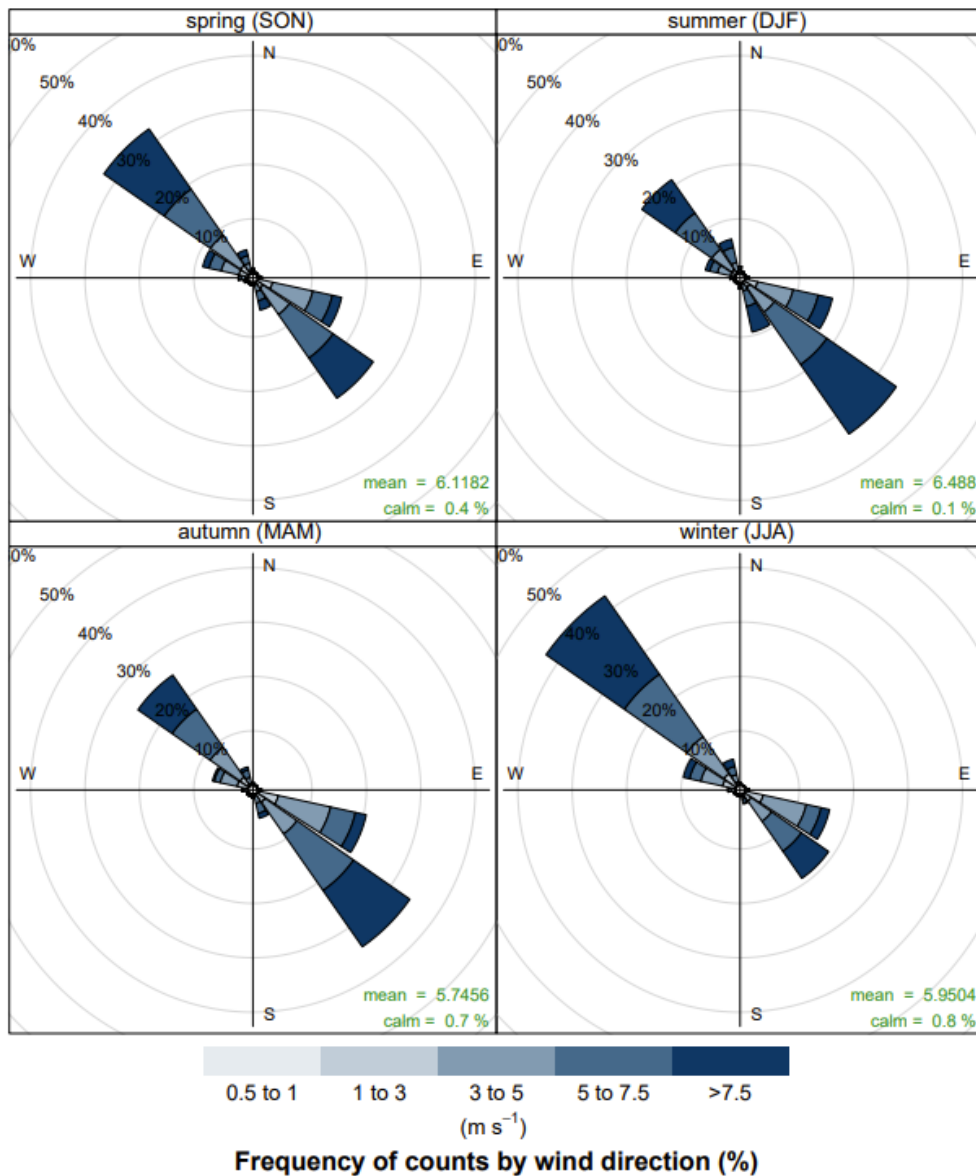 spring (SON)
0%
50%
40%
30%
20%
10%
N
W
E
S
mean = 6.1182
calm = 0.4 %
summer (DJF)
0%
50%
40%
30%
20%
10%
N
W
E
S
mean = 6.488
calm = 0.1 %
autumn (MAM)
0%
50%
40%
30%
20%
10%
N
W
E
S
mean = 5.7456
calm = 0.7 %
winter (JJA)
0%
50%
40%
30%
20%
10%
N
W
E
S
mean = 5.9504
calm = 0.8 %
0.5 to 1 1 to 3 3 to 5 5 to 7.5 >7.5
(m s⁻¹)
Frequency of counts by wind direction (%)